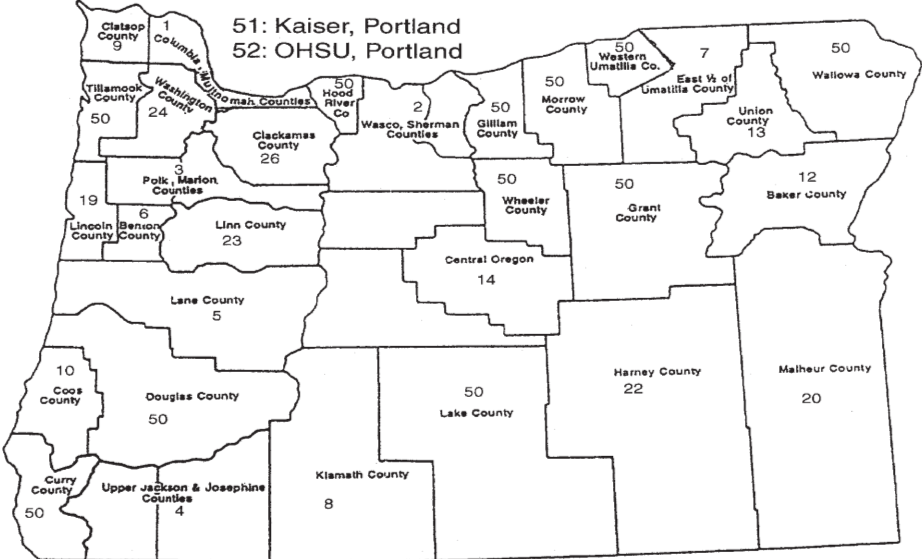 51: Kaiser, Portland
52: OHSU, Portland
Clatsop
County
9
1
Columbia, Multnomah Counties
Tillamook
County
50
Washington
County
24
50
Hood
River
Co
2
Wasco, Sherman
Counties
50
Gilliam
County
50
Morrow
County
50
Western
Umatilla Co.
7
East ½ of
Umatilla County
50
Wallowa County
Union
County
13
Clackamas
County
26
3
Polk, Marion
Counties
19
Lincoln
County
6
Benton
County
Linn County
23
50
Wheeler
County
50
Grant
County
12
Baker County
Central Oregon
14
Lane County
5
10
Coos
County
Douglas County
50
50
Lake County
Harney County
22
Malheur County
20
Curry
County
50
Upper Jackson & Josephine
Counties
4
Klamath County
8